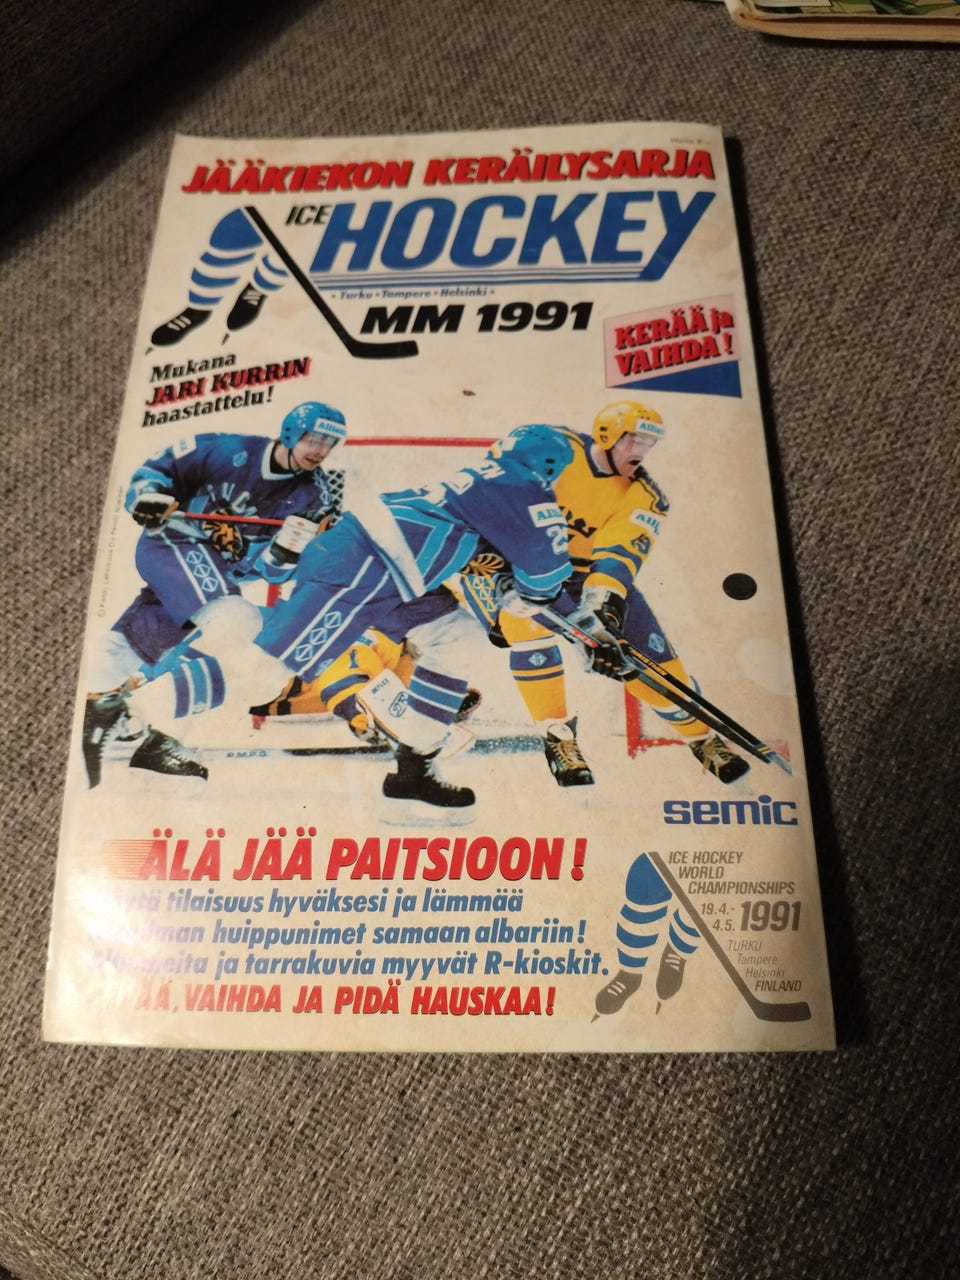 JÄÄKIEKON KERÄILYSARJA
ICE HOCKEY
• Turku • Tampere • Helsinki •
MM 1991
KERÄÄ ja
VAIHDA!
Mukana
JARI KURRIN
haastattelu!
Allianz
semic
ÄLÄ JÄÄ PAITSIOON!
tilaisuus hyväksesi ja lämmää
huippunimet samaan albariin!
ja tarrakuvia myyvät R-kioskit.
VAIHDA JA PIDÄ HAUSKAA!
ICE HOCKEY
WORLD
CHAMPIONSHIPS
19.4.-
4.5. 1991
TURKU
Tampere
Helsinki
FINLAND